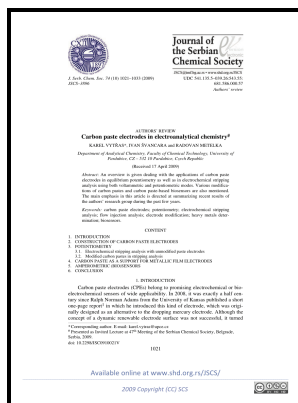 Journal of
the Serbian
Chemical Society
JSCS@tmf.bg.ac.rs • www.shd.org.rs/JSCS
J. Serb. Chem. Soc. 74 (10) 1021–1033 (2009)
UDC 541.135.5–039.26:543.55:
JSCS–3896
Authors' review
AUTHORS' REVIEW
Carbon paste electrodes in electroanalytical chemistry#
KAREL VYTŘAS*, IVAN ŠVANCARA and RADOVAN METELKA
Department of Analytical Chemistry, Faculty of Chemical Technology, University of
Pardubice, CZ - 532 10 Pardubice, Czech Republic
(Received 17 April 2009)
Abstract: An overview is given dealing with the applications of carbon paste
electrodes in equilibrium potentiometry as well as in electrochemical stripping
analysis using both voltammetric and potentiometric modes. Various modifica-
tions of carbon pastes and carbon paste-based biosensors are also mentioned.
The main emphasis in this article is directed at summarizing recent results of the
authors' research group during the past few years.
Keywords: carbon paste electrodes; potentiometry; electrochemical stripping
analysis; flow injection analysis; electrode modifications; heavy metals deter-
mination; biosensors.
CONTENT
1. INTRODUCTION
2. CONSTRUCTION OF CARBON PASTE ELECTRODES
3. POTENTIOMETRY
3.1. Electrochemical stripping analysis with unmodified paste electrodes
3.2. Modified carbon pastes in stripping analysis
4. CARBON PASTE AS A SUPPORT FOR METALLIC FILM ELECTRODES
5. AMPEROMETRIC (BIO)SENSORS
6. CONCLUSION
1. INTRODUCTION
Carbon paste electrodes (CPEs) belong to promising electrochemical or bio-
electrochemical sensors of wide applicability. In 2008, it was exactly a half cen-
tury since Ralph Norman Adams from the University of Kansas published a short
one-page report1 in which he introduced this kind of electrode, which was orig-
inally designed as an alternative to the dropping mercury electrode. Although the
concept of a dynamic renewable electrode surface was not successful, it turned
* Corresponding author. E-mail: karel.vytras@upce.cz
# Presented as Invited Lecture at 47th Meeting of the Serbian Chemical Society, Belgrade,
Serbia, 2009.
1021
Available online at www.shd.org.rs/JSCS/
2009 Copyright (CC) SCS